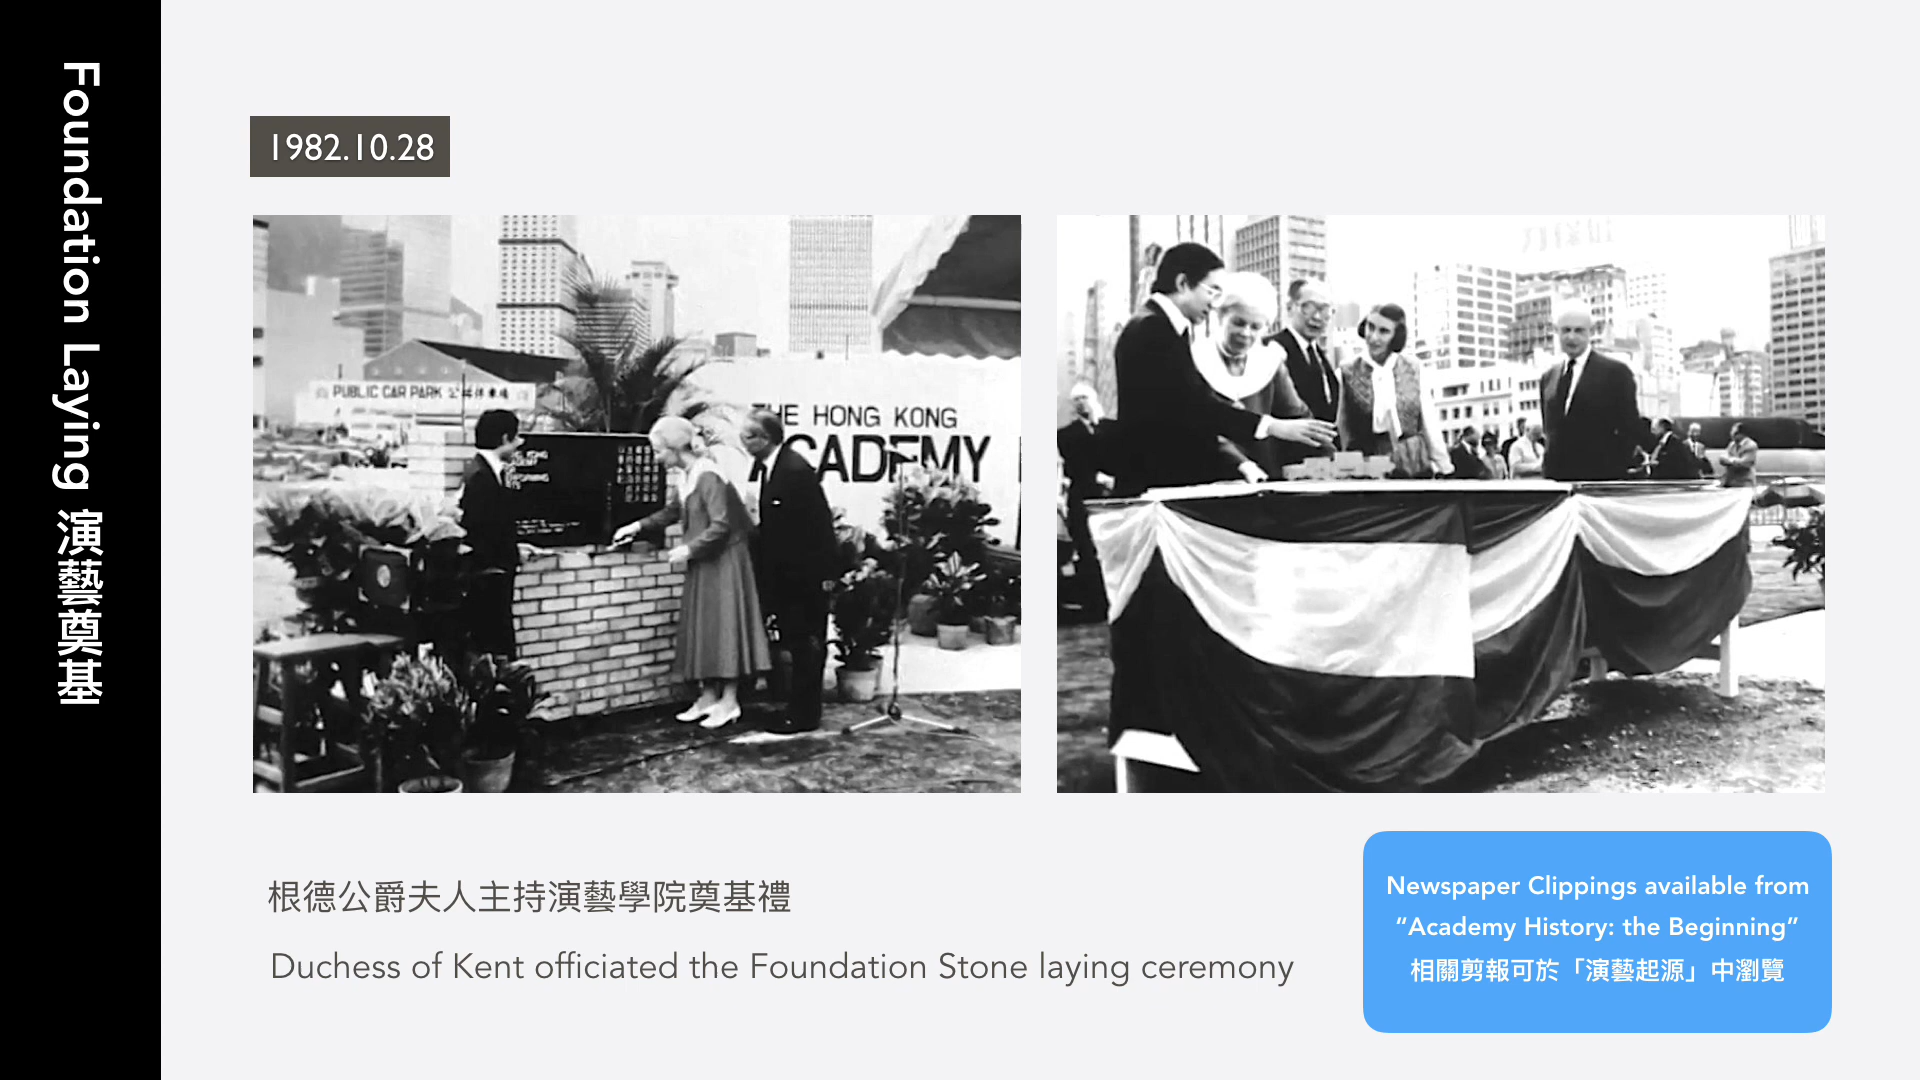 Foundation Laying 演藝奠基
1982.10.28
PUBLIC CAR PARK
THE HONG KONG
ACADEMY
根德公爵夫人主持演藝學院奠基禮
Duchess of Kent officiated the Foundation Stone laying ceremony
Newspaper Clippings available from
“Academy History: the Beginning”
相關剪報可於「演藝起源」中瀏覽